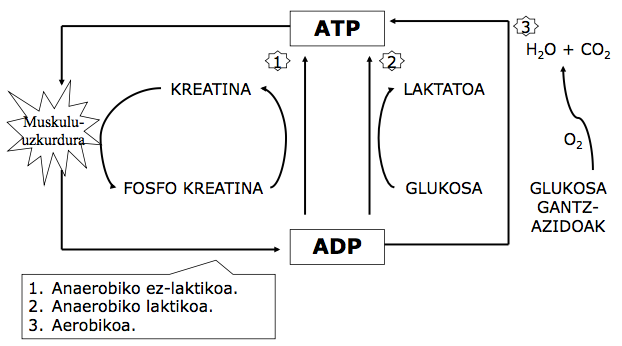 ATP
3
H₂O + CO₂
1
2
KREATINA
LAKTATOA
Muskulu-
uzkurdura
O₂
FOSFO KREATINA
GLUKOSA
GLUKOSA
GANTZ-
AZIDOAK
ADP
1. Anaerobiko ez-laktikoa.
2. Anaerobiko laktikoa.
3. Aerobikoa.